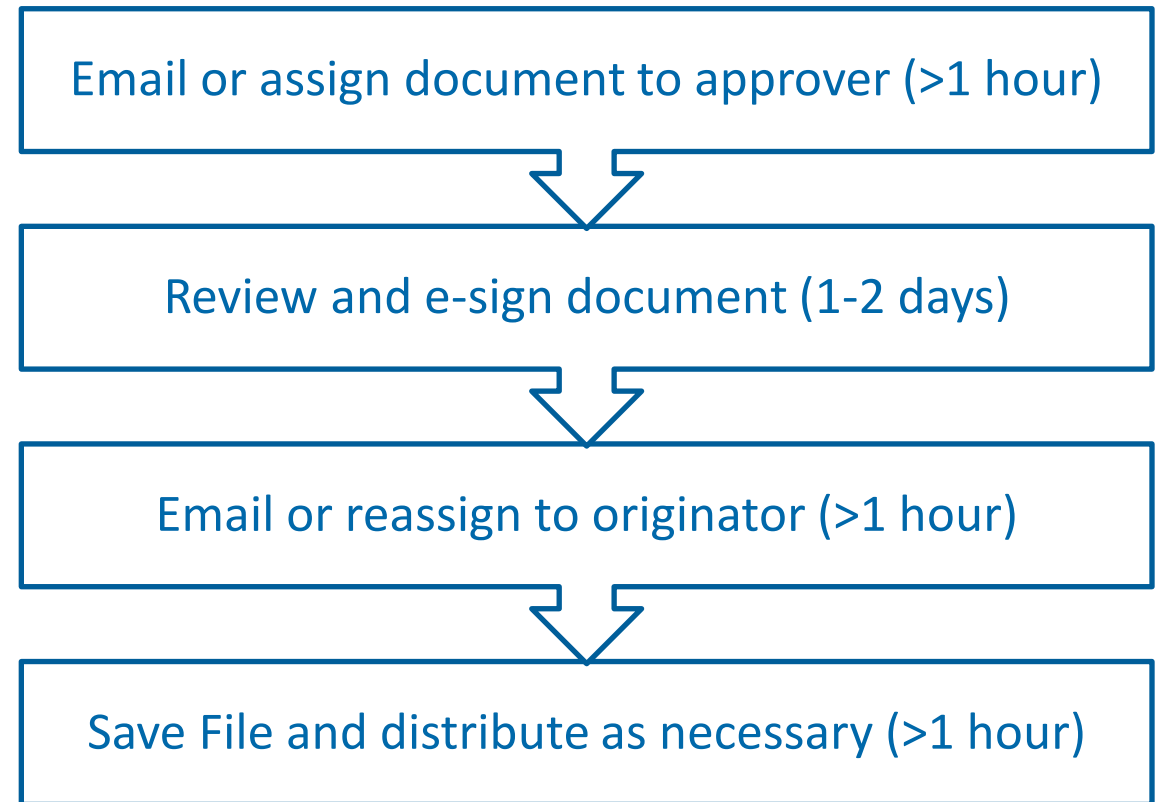 Email or assign document to approver (>1 hour)
Review and e-sign document (1-2 days)
Email or reassign to originator (>1 hour)
Save File and distribute as necessary (>1 hour)